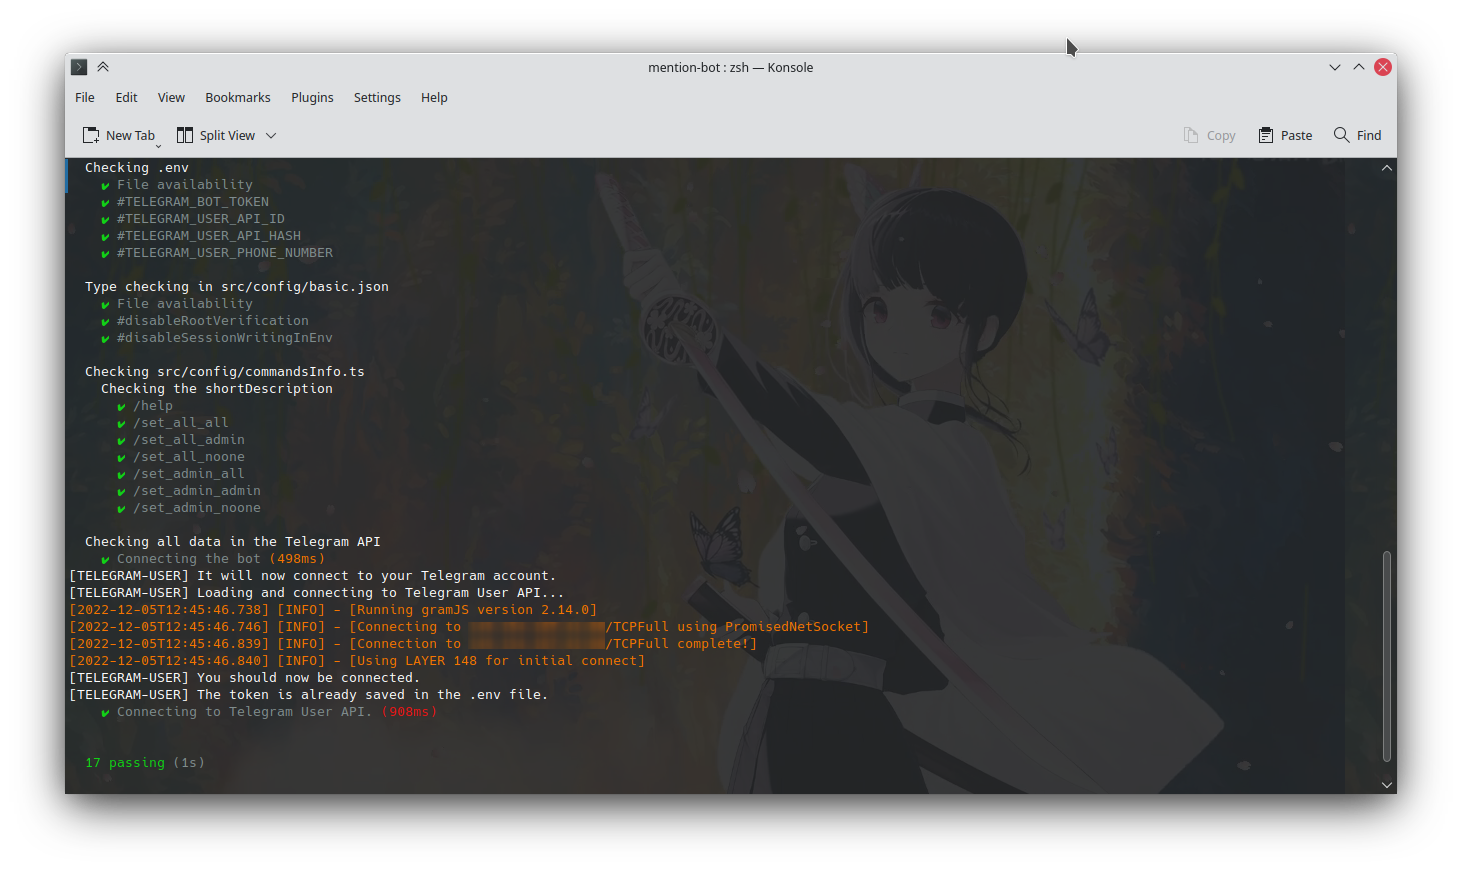 mention-bot : zsh — Konsole
File Edit View Bookmarks Plugins Settings Help
New Tab Split View Copy Paste Find
Checking .env
✔ File availability
✔ #TELEGRAM_BOT_TOKEN
✔ #TELEGRAM_USER_API_ID
✔ #TELEGRAM_USER_API_HASH
✔ #TELEGRAM_USER_PHONE_NUMBER
Type checking in src/config/basic.json
✔ File availability
✔ #disableRootVerification
✔ #disableSessionWritingInEnv
Checking src/config/commandsInfo.ts
Checking the shortDescription
✔ /help
✔ /set_all_all
✔ /set_all_admin
✔ /set_all_noone
✔ /set_admin_all
✔ /set_admin_admin
✔ /set_admin_noone
Checking all data in the Telegram API
✔ Connecting the bot (498ms)
[TELEGRAM-USER] It will now connect to your Telegram account.
[TELEGRAM-USER] Loading and connecting to Telegram User API...
[2022-12-05T12:45:46.738] [INFO] - [Running gramJS version 2.14.0]
[2022-12-05T12:45:46.746] [INFO] - [Connecting to /TCPFull using PromisedNetSocket]
[2022-12-05T12:45:46.839] [INFO] - [Connection to /TCPFull complete!]
[2022-12-05T12:45:46.840] [INFO] - [Using LAYER 148 for initial connect]
[TELEGRAM-USER] You should now be connected.
[TELEGRAM-USER] The token is already saved in the .env file.
✔ Connecting to Telegram User API. (908ms)
17 passing (1s)